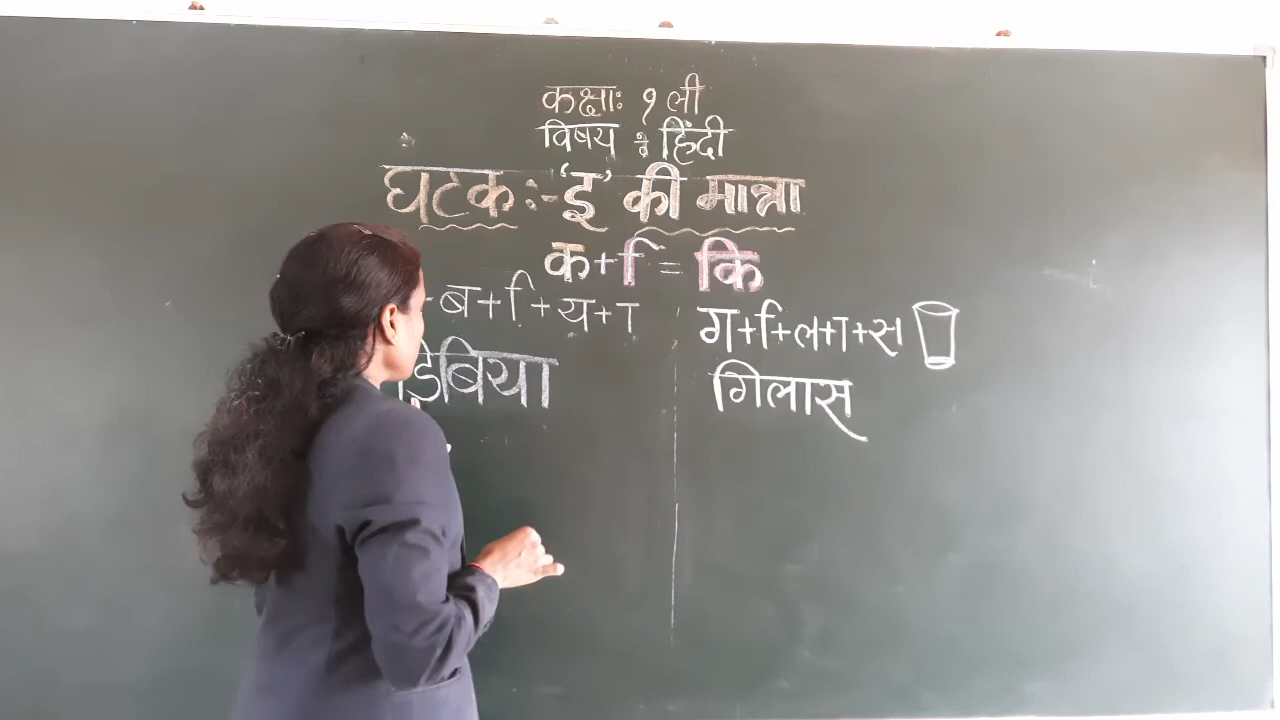 कक्षाः १ ली
विषय : हिंदी
घटक :- 'इ' की मात्रा
क + ि = कि
- ब + ि + य + ा
डिबिया
ग + ि + ल + ा + स
गिलास